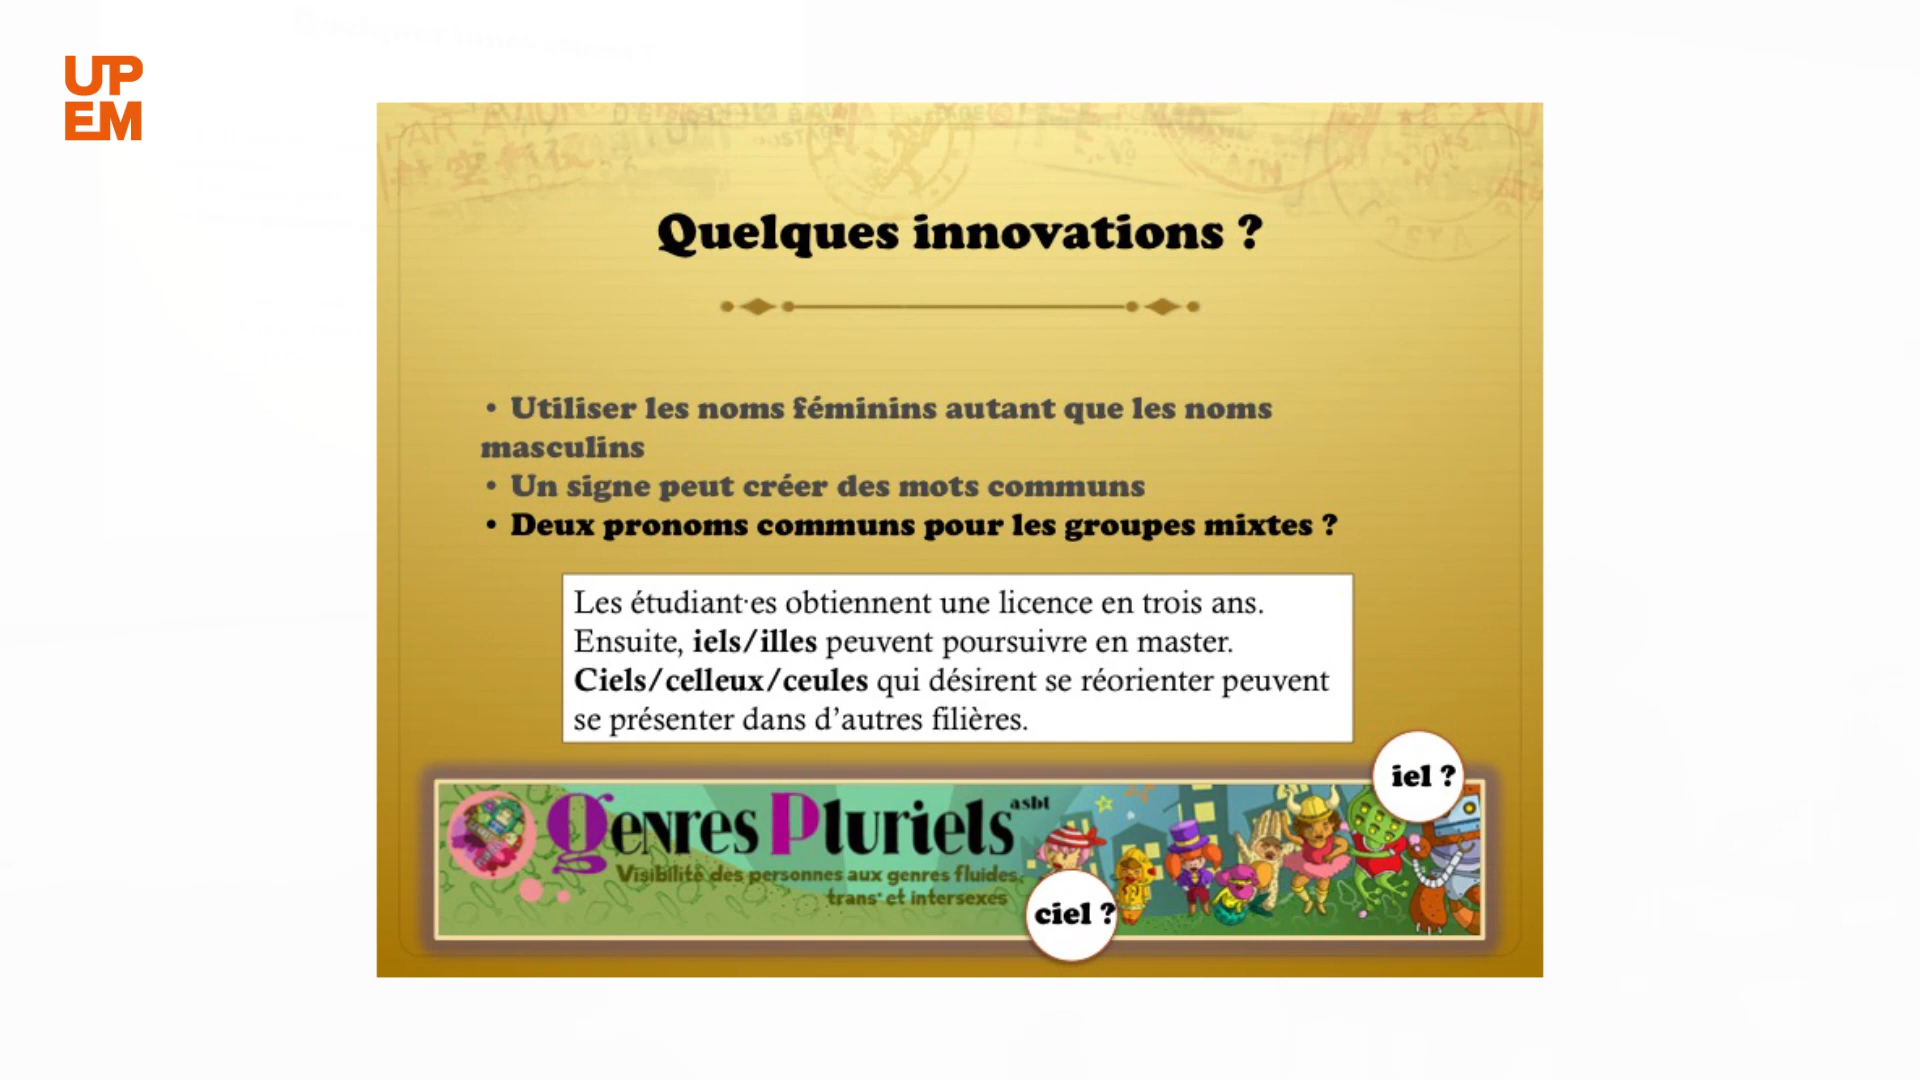 UP
EM
PAR AVION
Quelques innovations ?
• Utiliser les noms féminins autant que les noms
masculins
• Un signe peut créer des mots communs
• Deux pronoms communs pour les groupes mixtes ?
Les étudiant·es obtiennent une licence en trois ans.
Ensuite, iels/illes peuvent poursuivre en master.
Ciels/celleux/ceules qui désirent se réorienter peuvent
se présenter dans d’autres filières.
iel ?
genres Pluriels asbl
Visibilité des personnes aux genres fluides,
trans· et intersexes
ciel ?